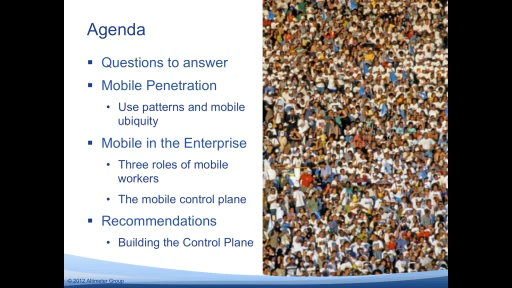 Agenda
Questions to answer
Mobile Penetration
Use patterns and mobile
ubiquity
Mobile in the Enterprise
Three roles of mobile
workers
The mobile control plane
Recommendations
Building the Control Plane
© 2012 Altimeter Group